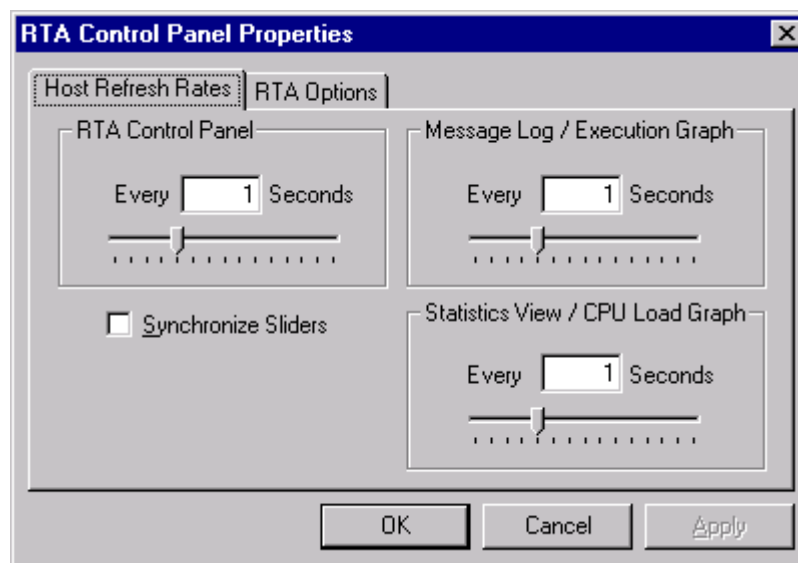 RTA Control Panel Properties
Host Refresh Rates
RTA Options
RTA Control Panel
Every 1 Seconds
Synchronize Sliders
Message Log / Execution Graph
Every 1 Seconds
Statistics View / CPU Load Graph
Every 1 Seconds
OK
Cancel
Apply